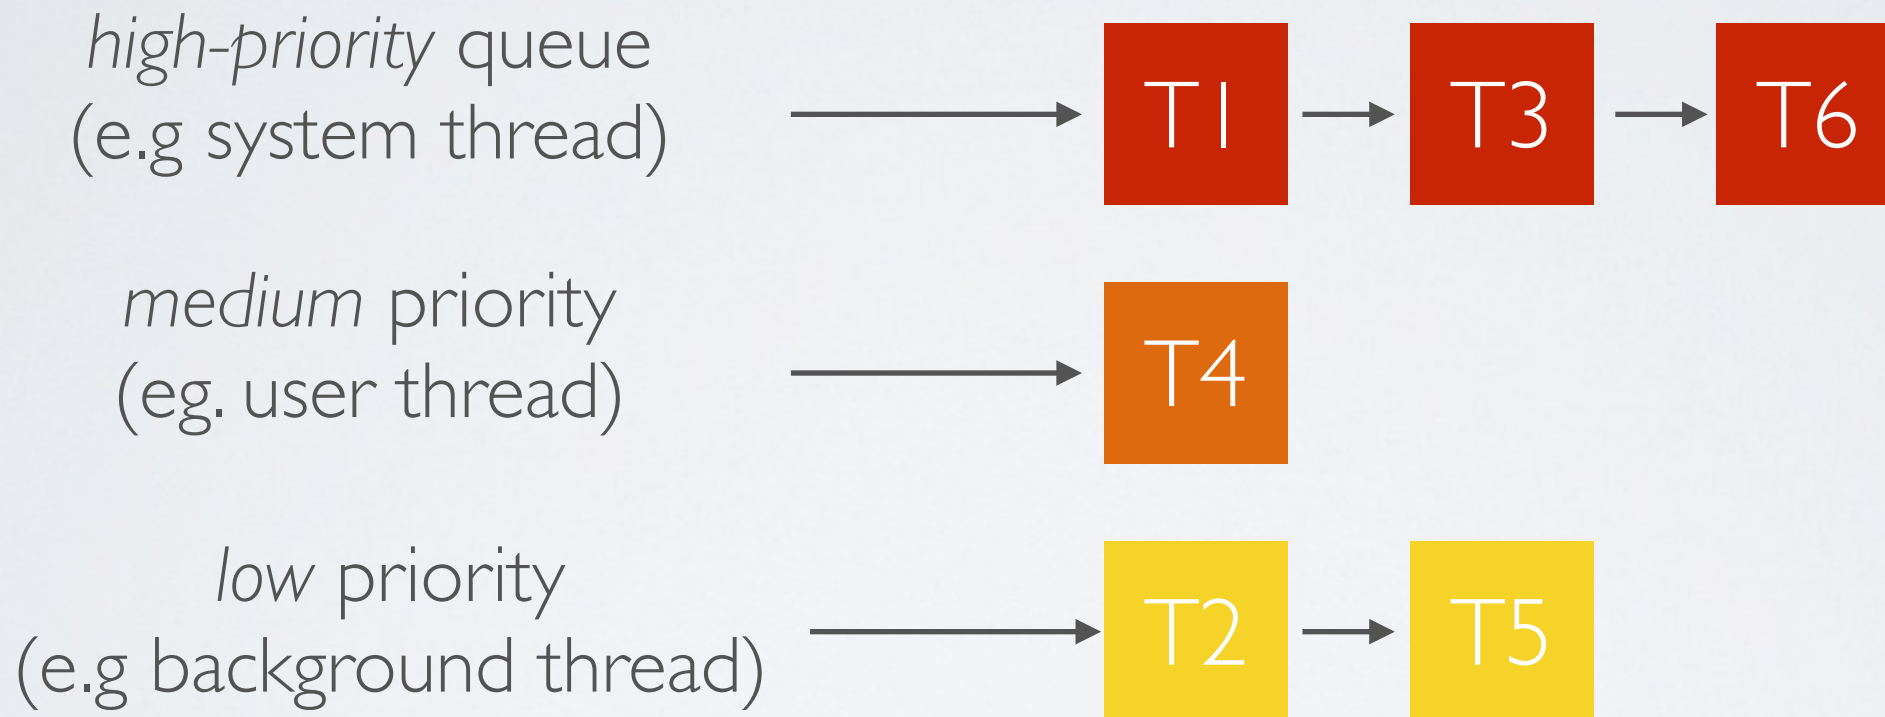 high-priority queue
(e.g system thread)
T1 T3 T6
medium priority
(eg. user thread)
T4
low priority
(e.g background thread)
T2 T5